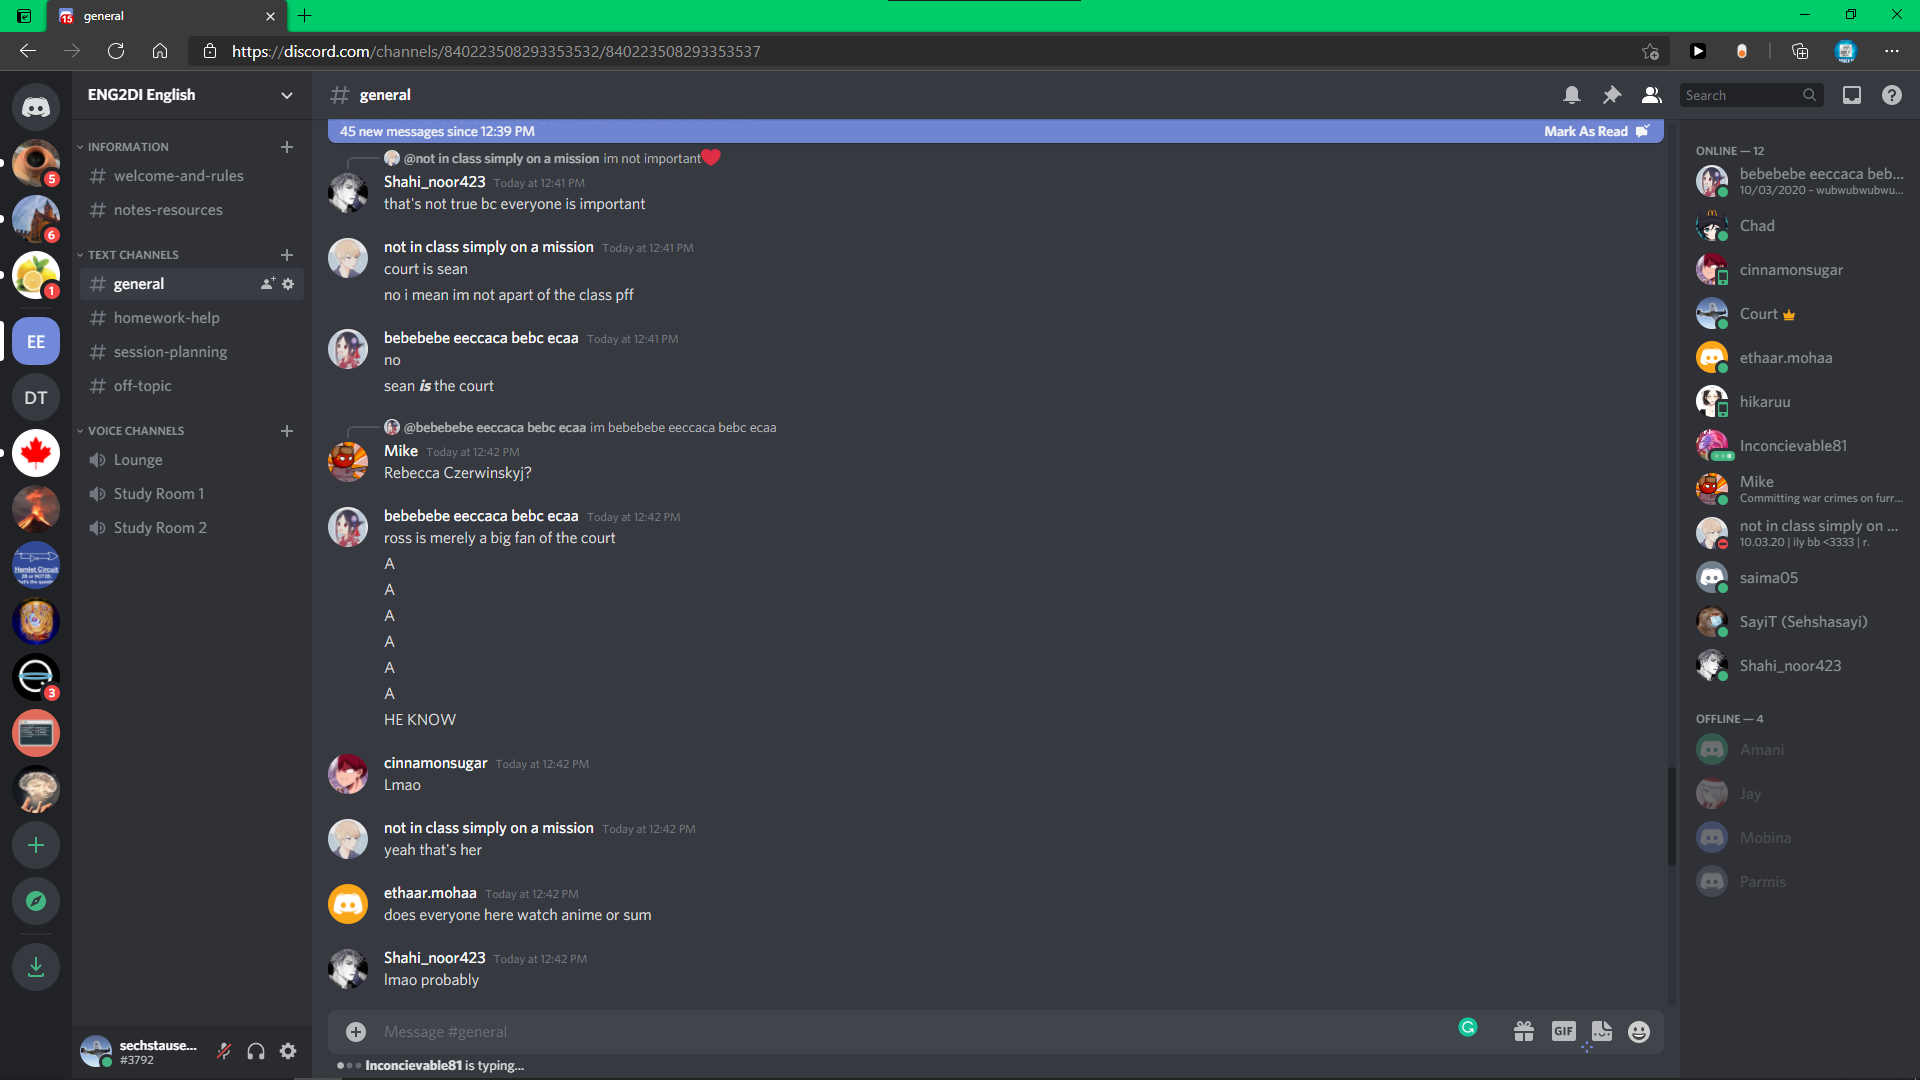 15 general
https://discord.com/channels/840223508293353532/840223508293353537
ENG2DI English
general
Search
45 new messages since 12:39 PM
Mark As Read
INFORMATION
welcome-and-rules
notes-resources
TEXT CHANNELS
general
homework-help
session-planning
off-topic
VOICE CHANNELS
Lounge
Study Room 1
Study Room 2
5
6
1
EE
DT
Hamlet Circuit
2B or NOT2B,
3
@not in class simply on a mission im not important
Shahi_noor423 Today at 12:41 PM
that's not true bc everyone is important
not in class simply on a mission Today at 12:41 PM
court is sean
no i mean im not apart of the class pff
bebebebe eeccaca bebc ecaa Today at 12:41 PM
no
sean is the court
@bebebebe eeccaca bebc ecaa im bebebebe eeccaca bebc ecaa
Mike Today at 12:42 PM
Rebecca Czerwinskyj?
bebebebe eeccaca bebc ecaa Today at 12:42 PM
ross is merely a big fan of the court
A
A
A
A
A
A
HE KNOW
cinnamonsugar Today at 12:42 PM
Lmao
not in class simply on a mission Today at 12:42 PM
yeah that's her
ethaar.mohaa Today at 12:42 PM
does everyone here watch anime or sum
Shahi_noor423 Today at 12:42 PM
lmao probably
Message #general
GIF
Inconcievable81 is typing...
sechstause...
#3792
ONLINE — 12
bebebebe eeccaca beb...
10/03/2020 - wubwubwubwu...
Chad
cinnamonsugar
Court
ethaar.mohaa
hikaruu
Inconcievable81
Mike
Committing war crimes on furr...
not in class simply on ...
10.03.20 | ily bb <3333 | r.
saima05
SayiT (Sehshasayi)
Shahi_noor423
OFFLINE — 4
Amani
Jay
Mobina
Parmis